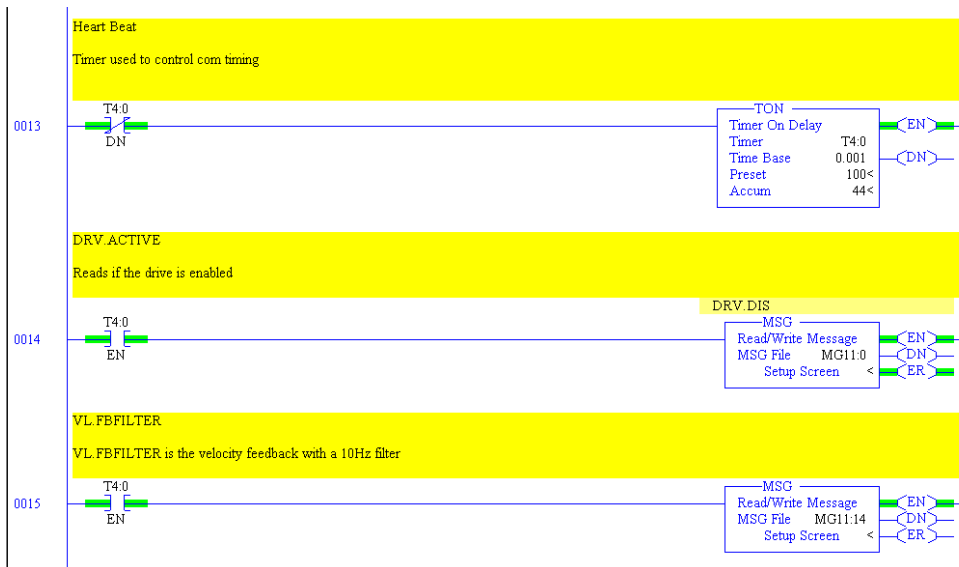 Heart Beat
Timer used to control com timing
T4:0
TON
0013
Timer On Delay
EN
DN
Timer T4:0
Time Base 0.001
DN
Preset 100<
Accum 44<
DRV.ACTIVE
Reads if the drive is enabled
DRV.DIS
T4:0
MSG
0014
Read/Write Message
EN
EN
MSG File MG11:0
DN
Setup Screen <
ER
VL.FBFILTER
VL.FBFILTER is the velocity feedback with a 10Hz filter
T4:0
MSG
0015
Read/Write Message
EN
EN
MSG File MG11:14
DN
Setup Screen <
ER